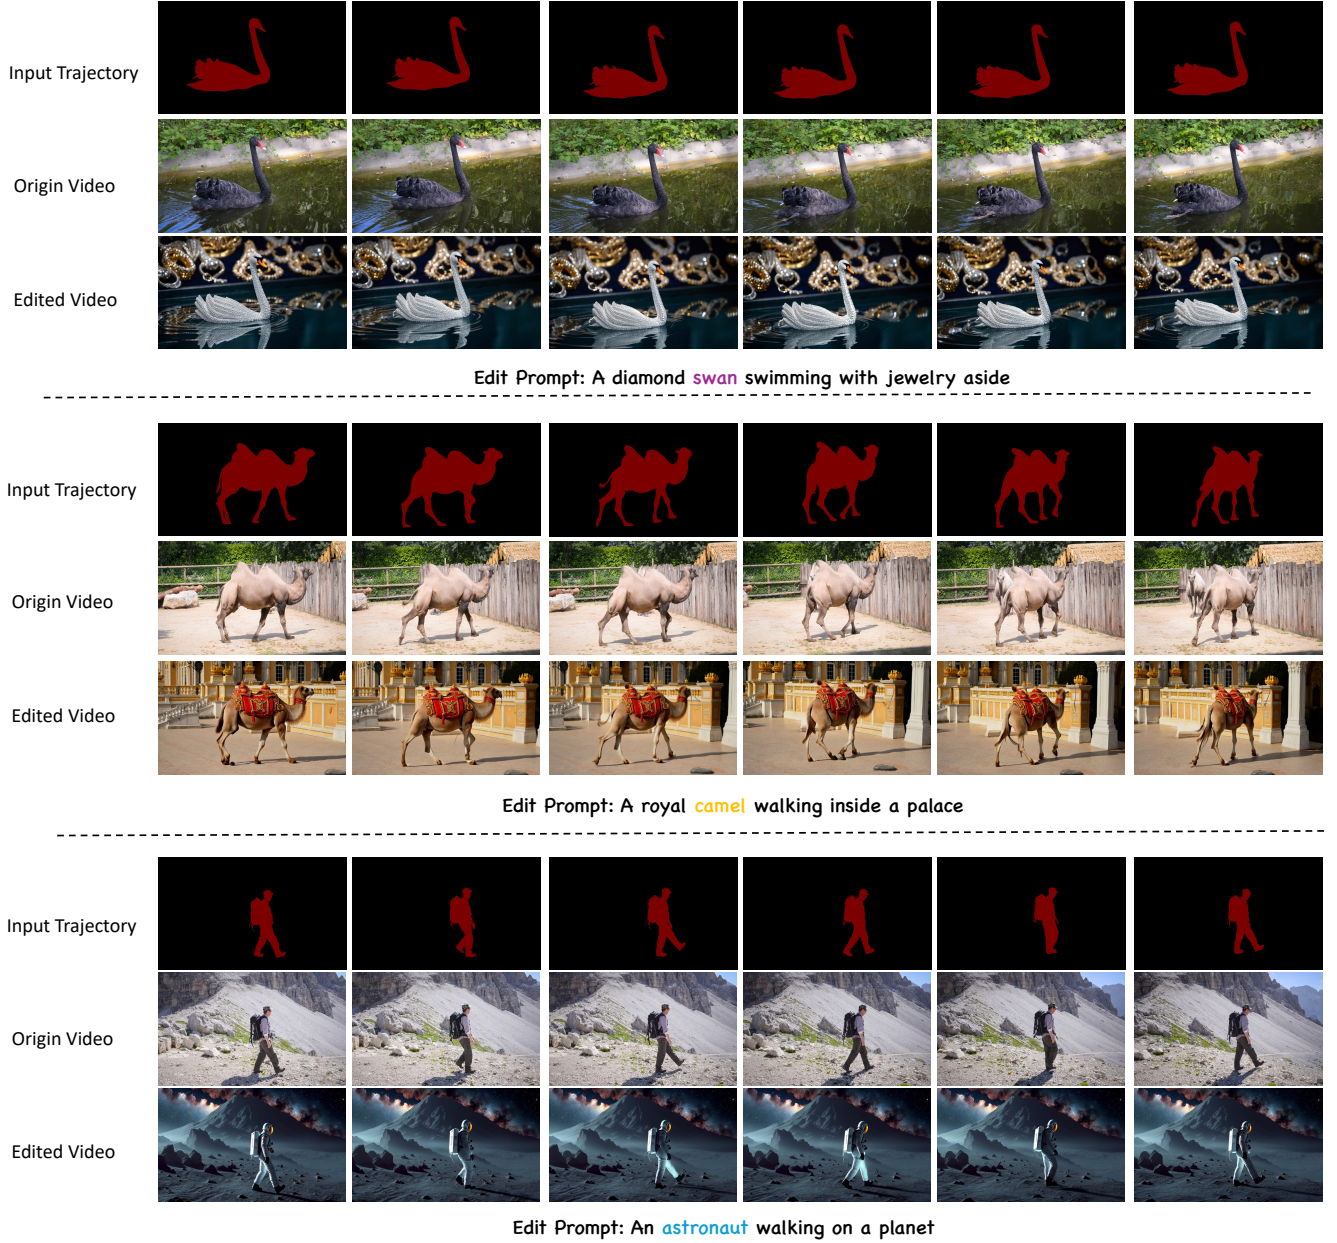 Input Trajectory
Origin Video
Edited Video
Edit Prompt: A diamond swan swimming with jewelry aside
Input Trajectory
Origin Video
Edited Video
Edit Prompt: A royal camel walking inside a palace
Input Trajectory
Origin Video
Edited Video
Edit Prompt: An astronaut walking on a planet